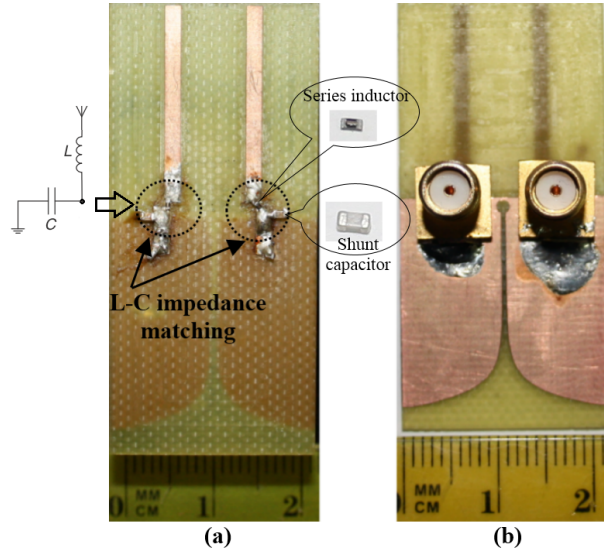 Series inductor
L
C
Shunt
capacitor
L-C impedance
matching
0 MM 1 2
CM
0 MM 1 2
CM
(a)
(b)